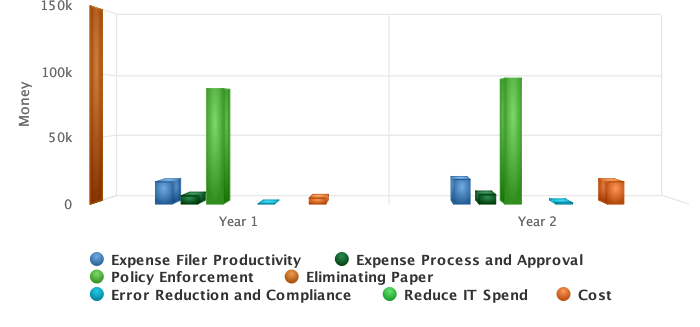 150k
100k
Money
50k
0
Year 1 Year 2
Expense Filer Productivity Expense Process and Approval
Policy Enforcement Eliminating Paper
Error Reduction and Compliance Reduce IT Spend Cost